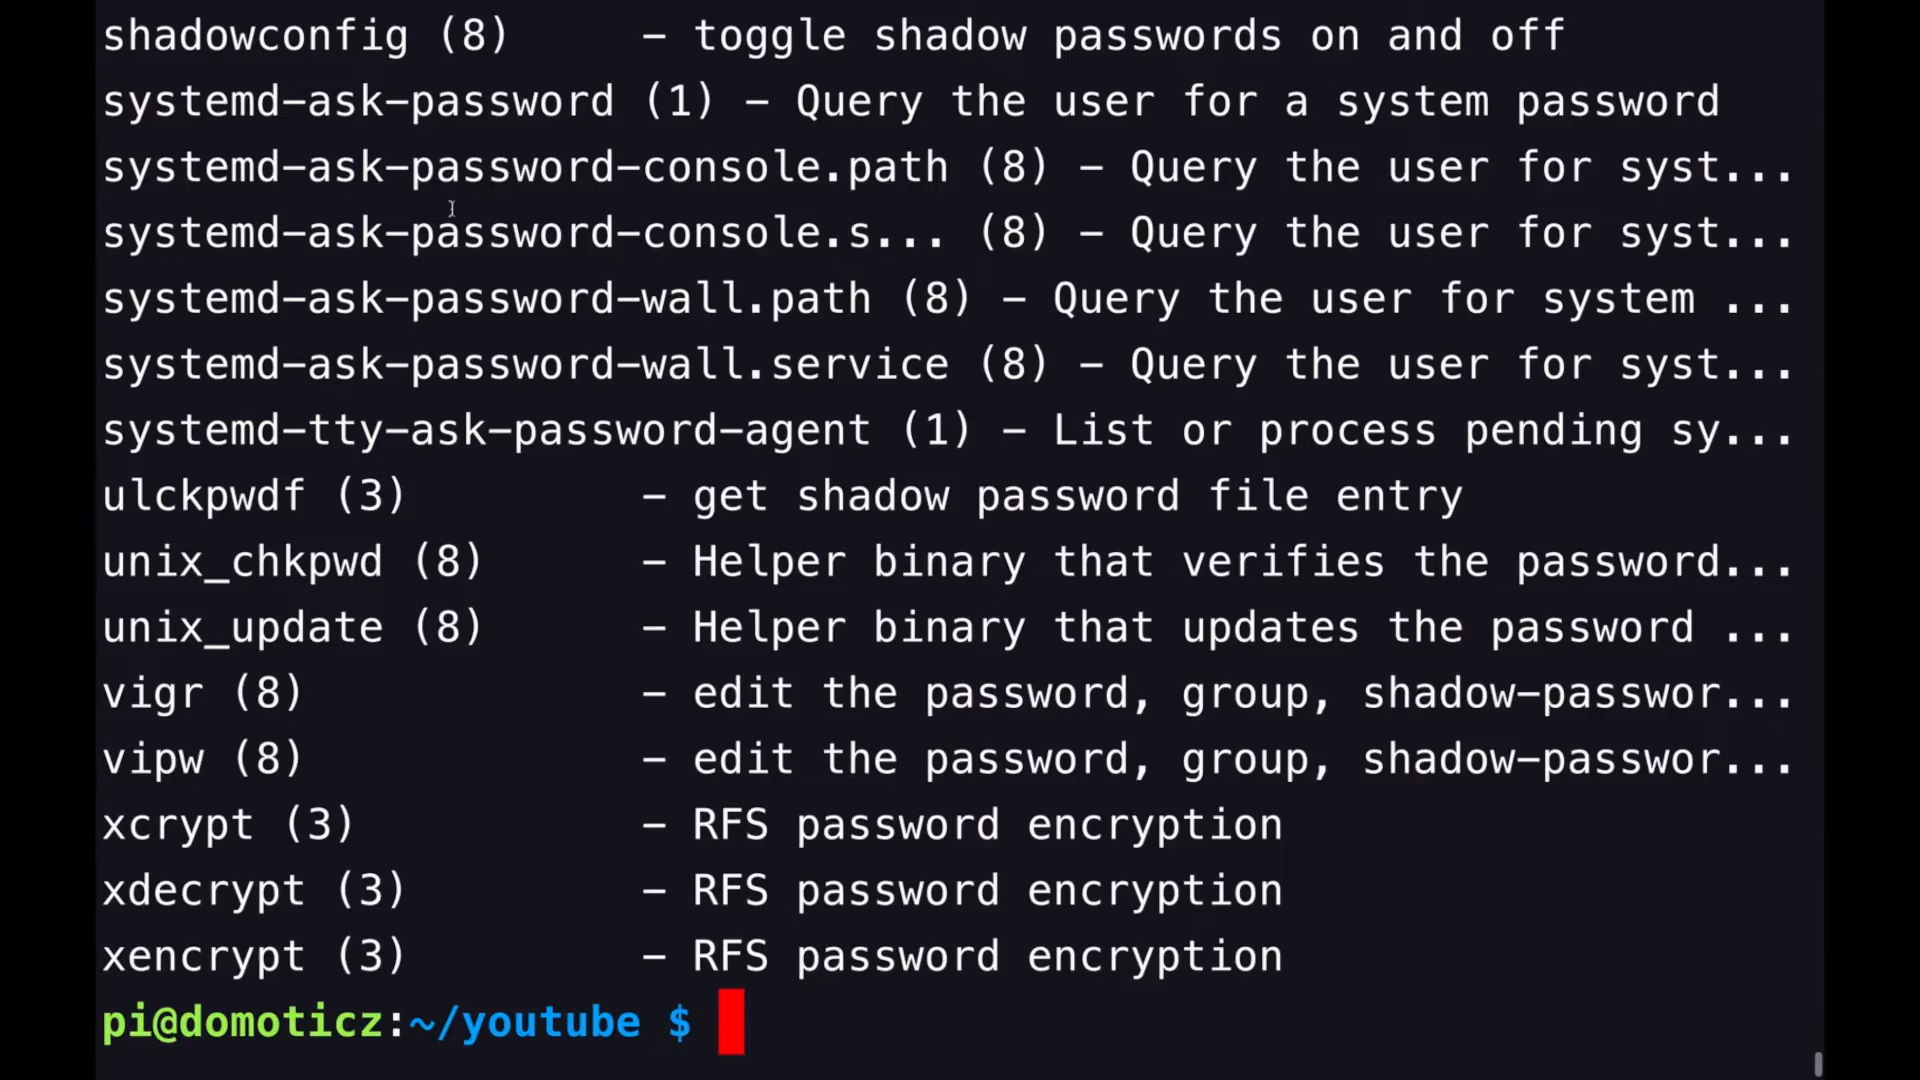 shadowconfig (8)     - toggle shadow passwords on and off
systemd-ask-password (1) - Query the user for a system password
systemd-ask-password-console.path (8) - Query the user for syst...
systemd-ask-password-console.s... (8) - Query the user for syst...
systemd-ask-password-wall.path (8) - Query the user for system ...
systemd-ask-password-wall.service (8) - Query the user for syst...
systemd-tty-ask-password-agent (1) - List or process pending sy...
ulckpwdf (3)         - get shadow password file entry
unix_chkpwd (8)      - Helper binary that verifies the password...
unix_update (8)      - Helper binary that updates the password ...
vigr (8)             - edit the password, group, shadow-passwor...
vipw (8)             - edit the password, group, shadow-passwor...
xcrypt (3)           - RFS password encryption
xdecrypt (3)         - RFS password encryption
xencrypt (3)         - RFS password encryption
pi@domoticz:~/youtube $